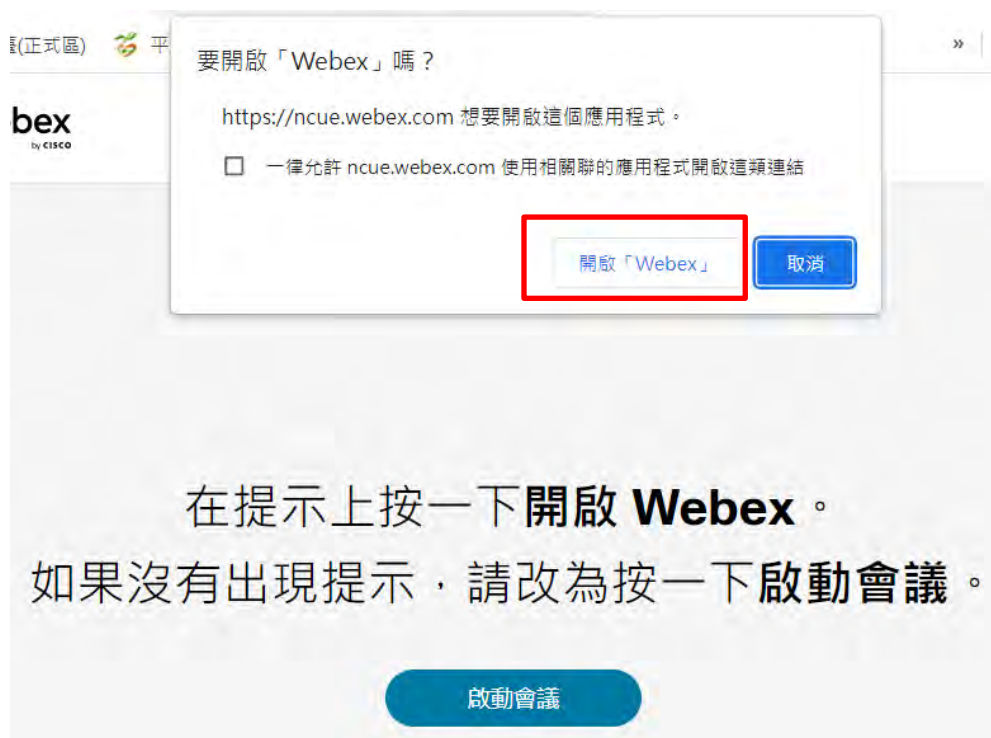 (正式區) 平
»
要開啟「Webex」嗎？
bex
by CISCO
https://ncue.webex.com 想要開啟這個應用程式。
一律允許 ncue.webex.com 使用相關聯的應用程式開啟這類連結
開啟「Webex」 取消
在提示上按一下開啟 Webex。
如果沒有出現提示，請改為按一下啟動會議。
啟動會議